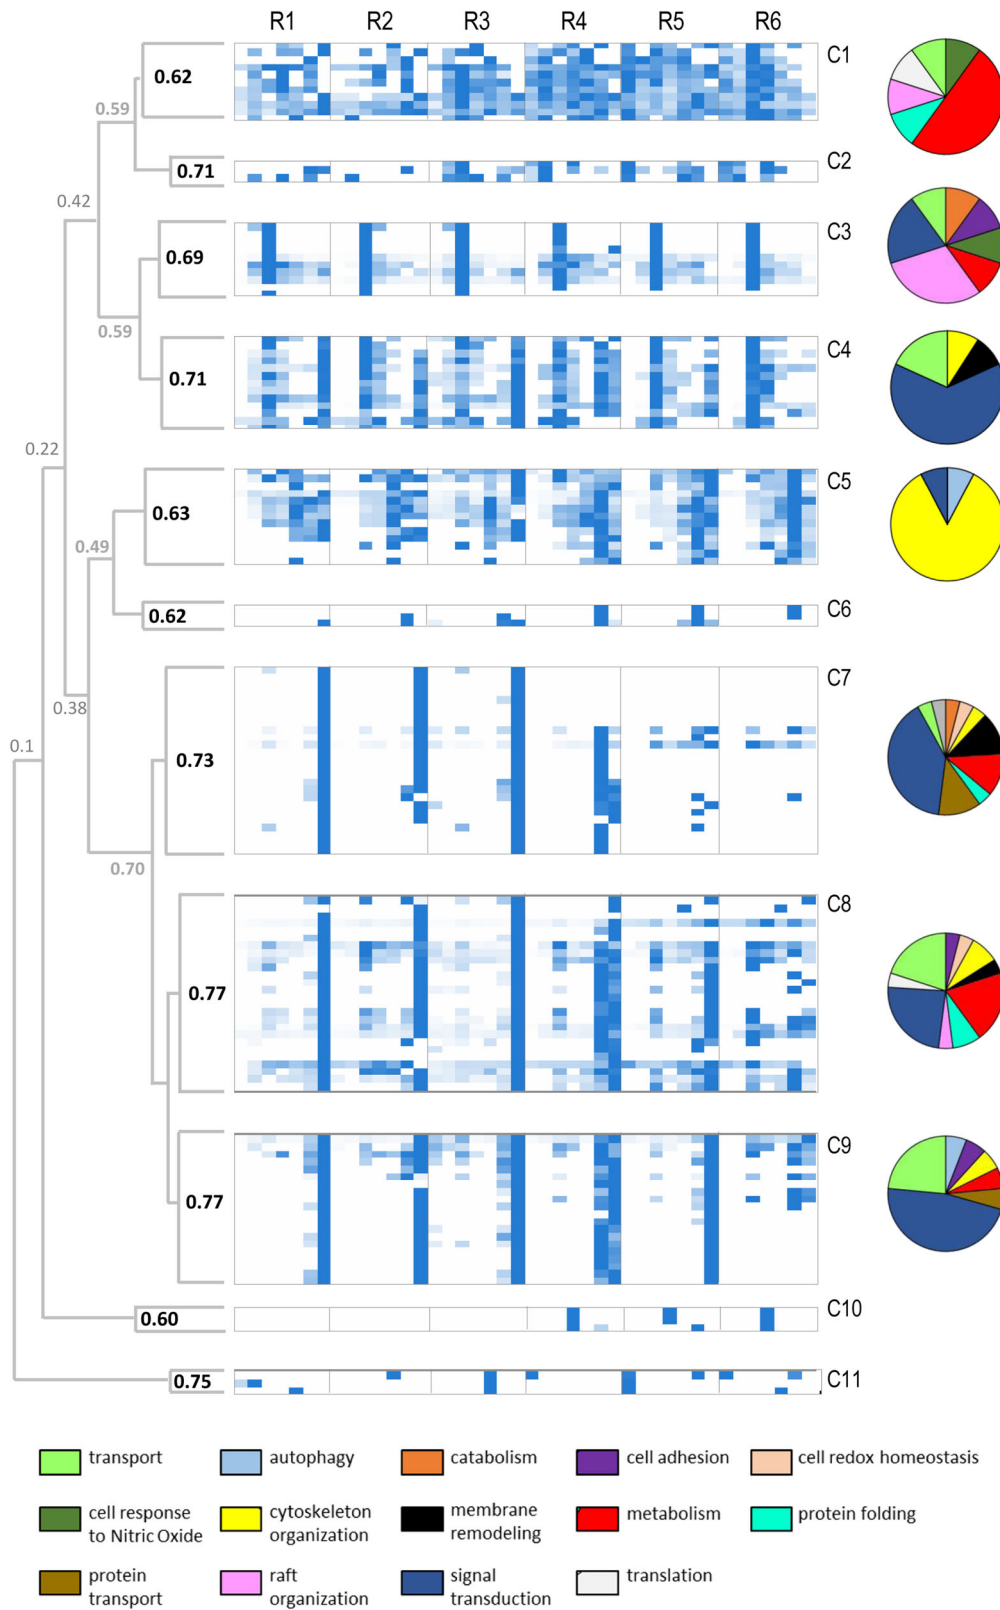 R1 R2 R3 R4 R5 R6
C1
0.62
0.59
C2
0.71
0.42
C3
0.69
0.59
C4
0.71
0.22
C5
0.63
0.49
C6
0.62
C7
0.38
0.1
0.73
0.70
C8
0.77
C9
0.77
C10
0.60
C11
0.75
transport autophagy catabolism cell adhesion cell redox homeostasis
cell response cytoskeleton membrane metabolism protein folding
to Nitric Oxide organization remodeling
protein raft signal translation
transport organization transduction